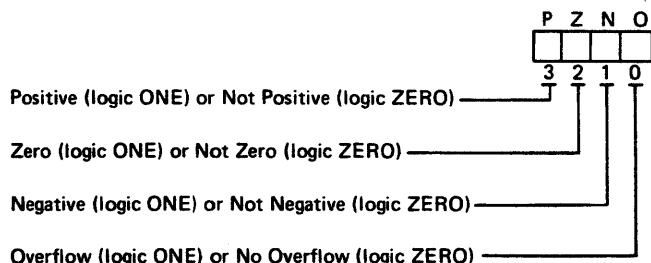 P Z N O
3 2 1 0
Positive (logic ONE) or Not Positive (logic ZERO)
Zero (logic ONE) or Not Zero (logic ZERO)
Negative (logic ONE) or Not Negative (logic ZERO)
Overflow (logic ONE) or No Overflow (logic ZERO)